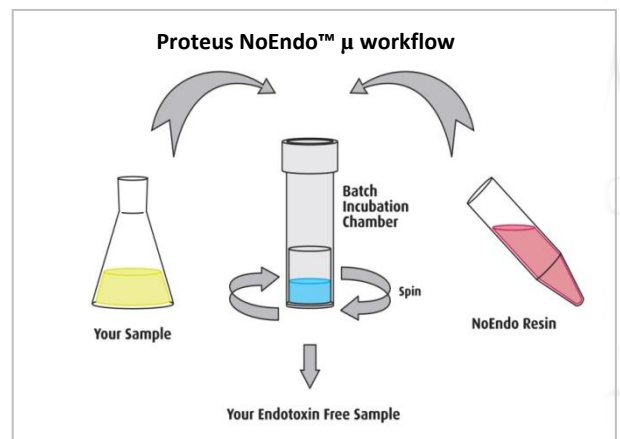 Proteus NoEndo™ μ workflow
Batch
Incubation
Chamber
Spin
Your Sample
NoEndo Resin
Your Endotoxin Free Sample